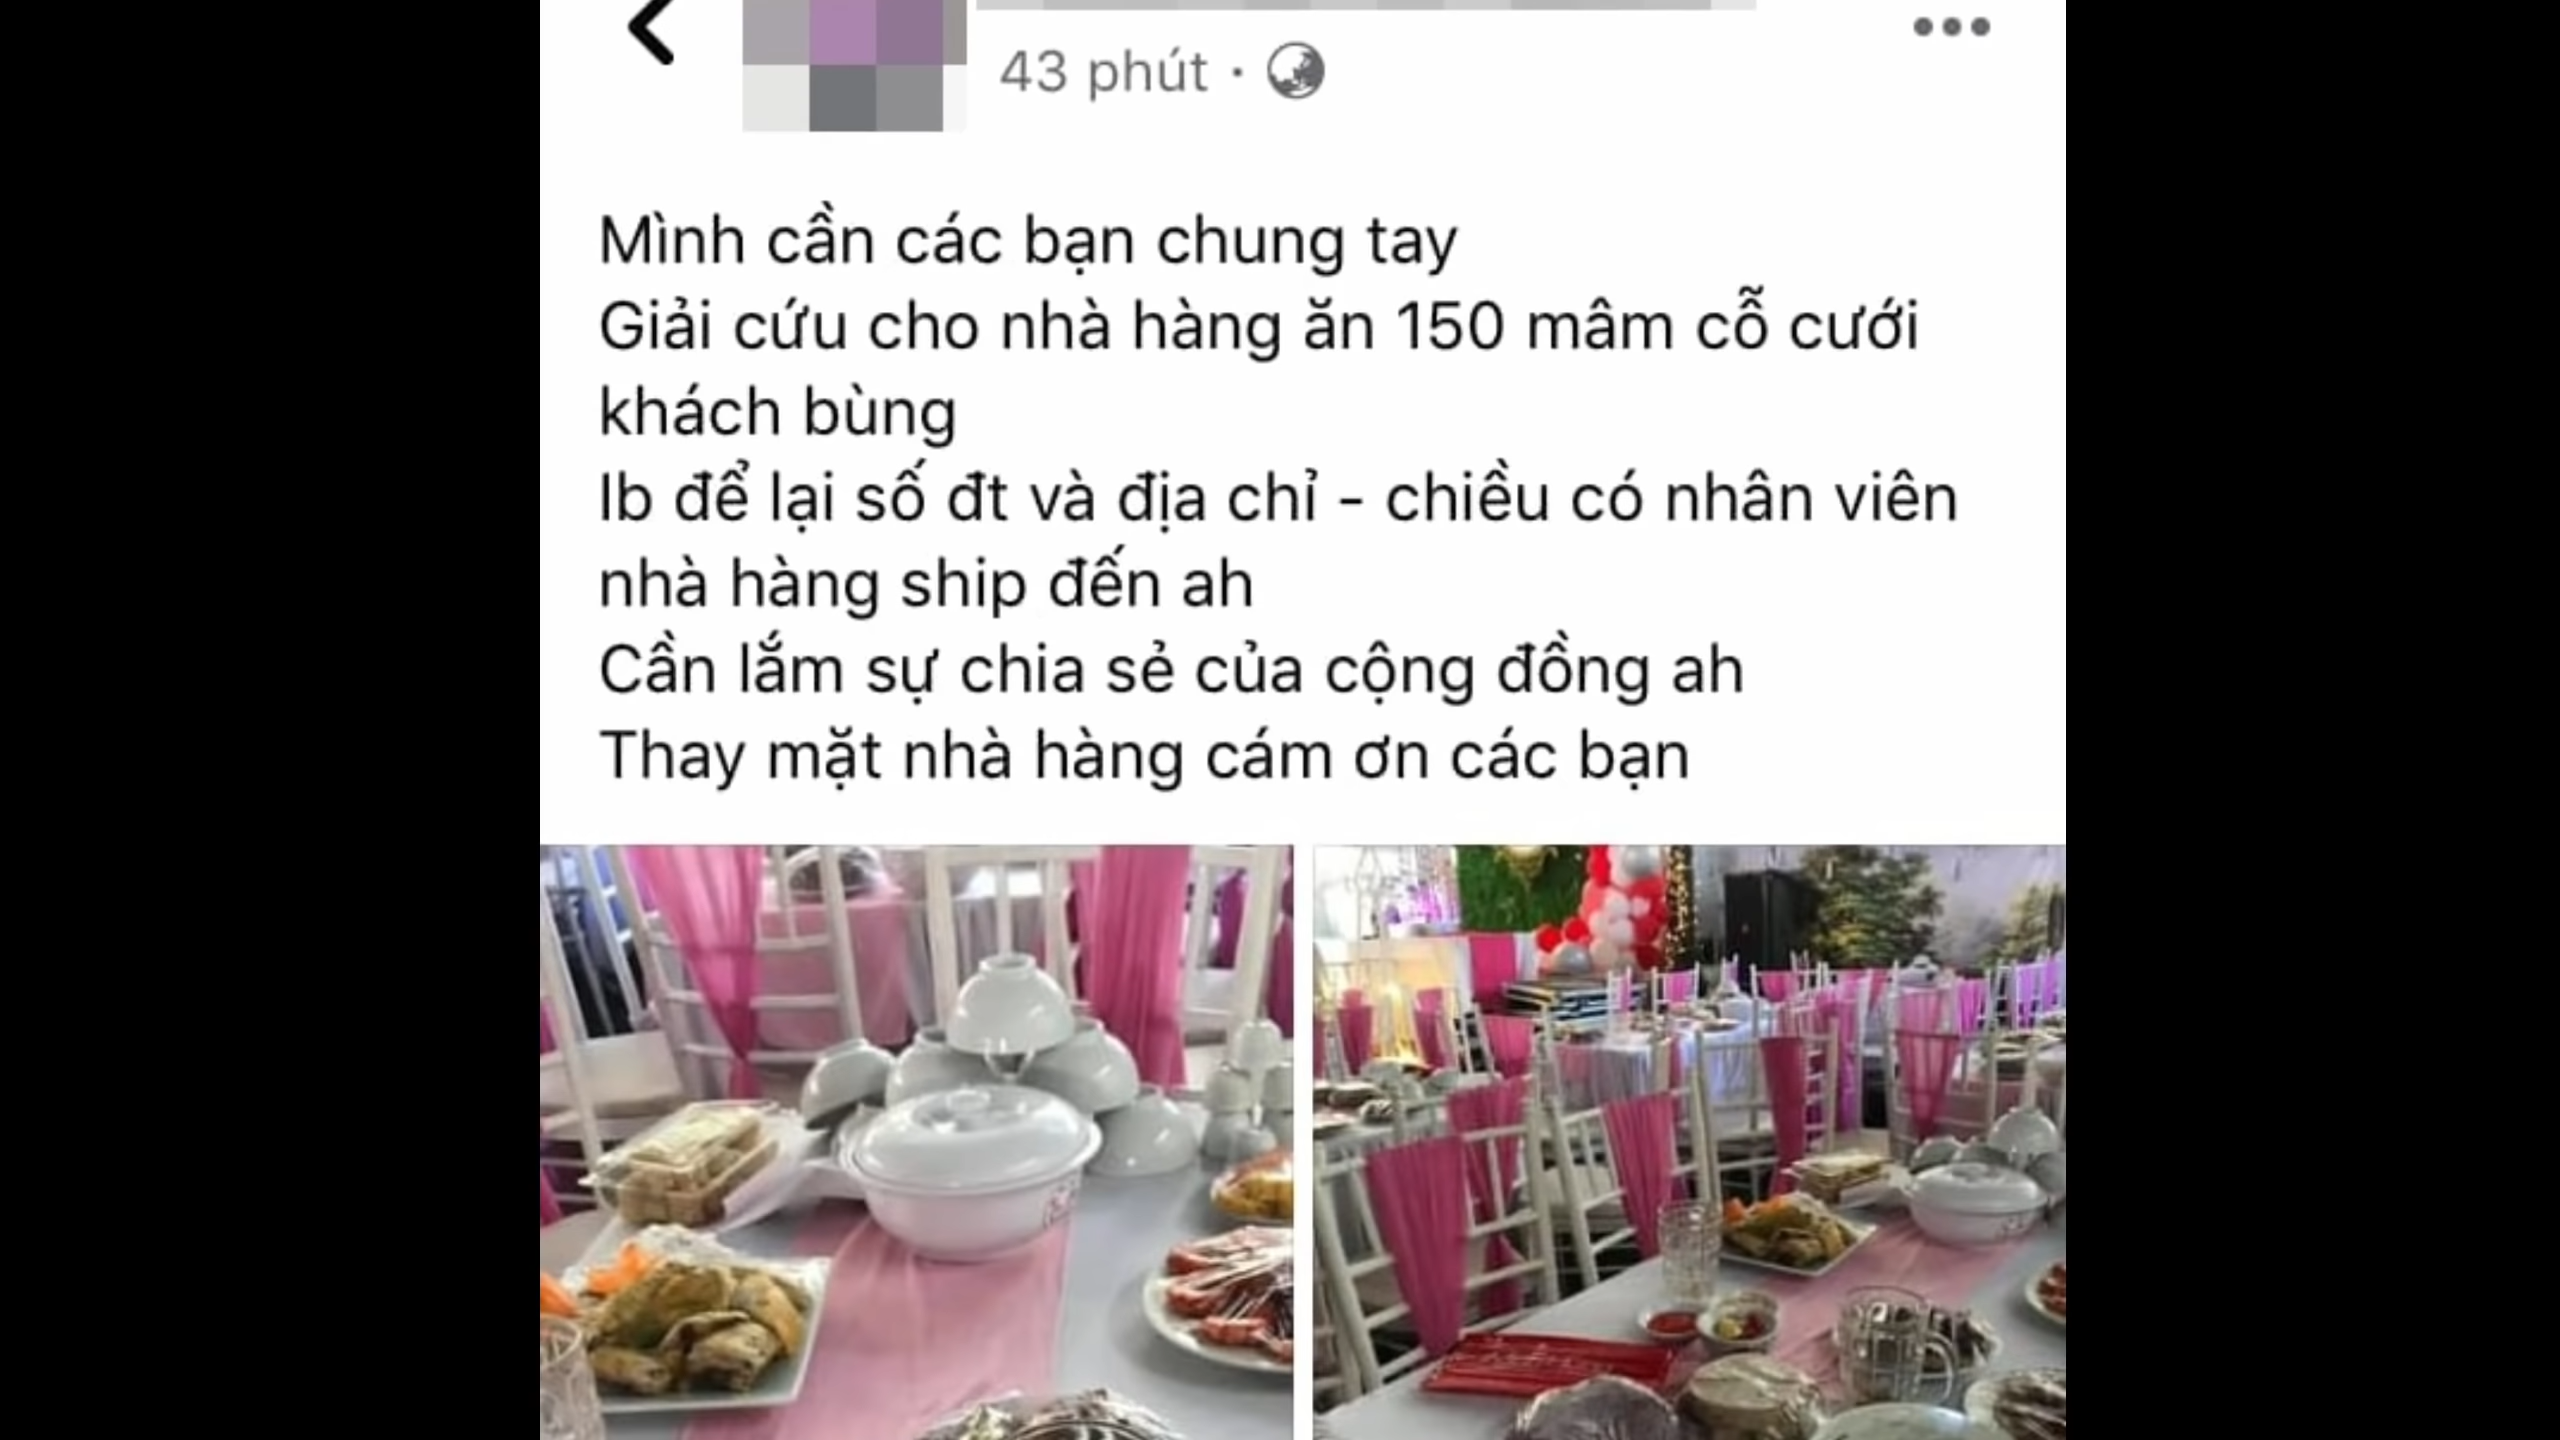 43 phút ·
Mình cần các bạn chung tay
Giải cứu cho nhà hàng ăn 150 mâm cỗ cưới
khách bùng
Ib để lại số đt và địa chỉ - chiều có nhân viên
nhà hàng ship đến ah
Cần lắm sự chia sẻ của cộng đồng ah
Thay mặt nhà hàng cám ơn các bạn